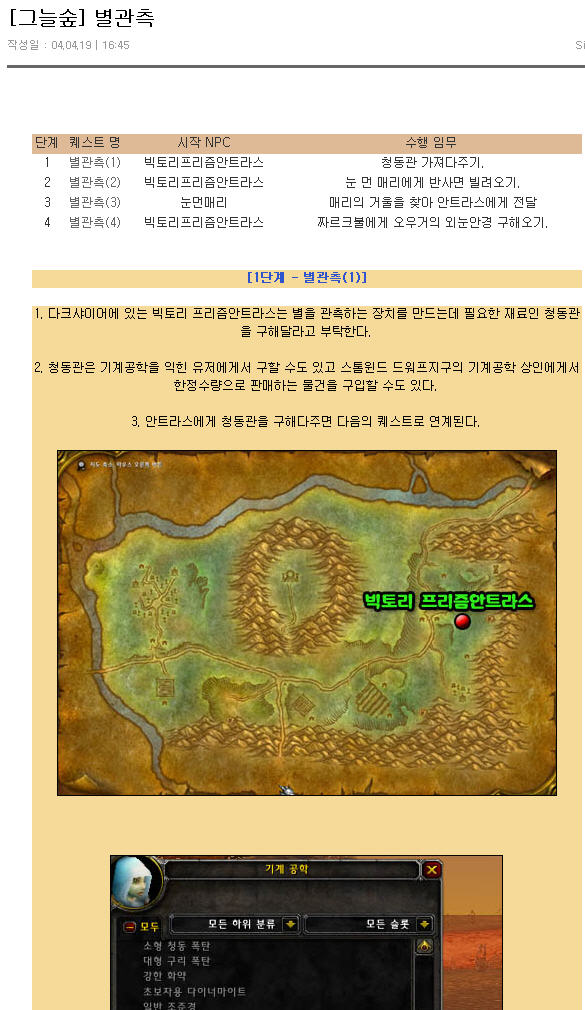 [그늘숲] 별관측
작성일 : 04.04.19 | 16:45
Si
단계 퀘스트 명 시작 NPC 수행 임무
1 별관측(1) 빅토리프리즘안트라스 청동관 가져다주기.
2 별관측(2) 빅토리프리즘안트라스 눈 먼 매리에게 반사면 빌려오기.
3 별관측(3) 눈먼매리 매리의 거울을 찾아 안트라스에게 전달
4 별관측(4) 빅토리프리즘안트라스 짜르크불에게 오우거의 외눈안경 구해오기.
[1단계 - 별관측(1)]
1. 다크샤이어에 있는 빅토리 프리즘안트라스는 별을 관측하는 장치를 만드는데 필요한 재료인 청동관
을 구해달라고 부탁한다.
2. 청동관은 기계공학을 익힌 유저에게서 구할 수도 있고 스톰윈드 드워프지구의 기계공학 상인에게서
한정수량으로 판매하는 물건을 구입할 수도 있다.
3. 안트라스에게 청동관을 구해다주면 다음의 퀘스트로 연계된다.
빅토리 프리즘안트라스
기계 공학
모두 모든 하위 분류 모든 슬롯
소형 청동 폭탄
대형 구리 폭탄
강한 화약
초보자용 다이너마이트
일반 조준경